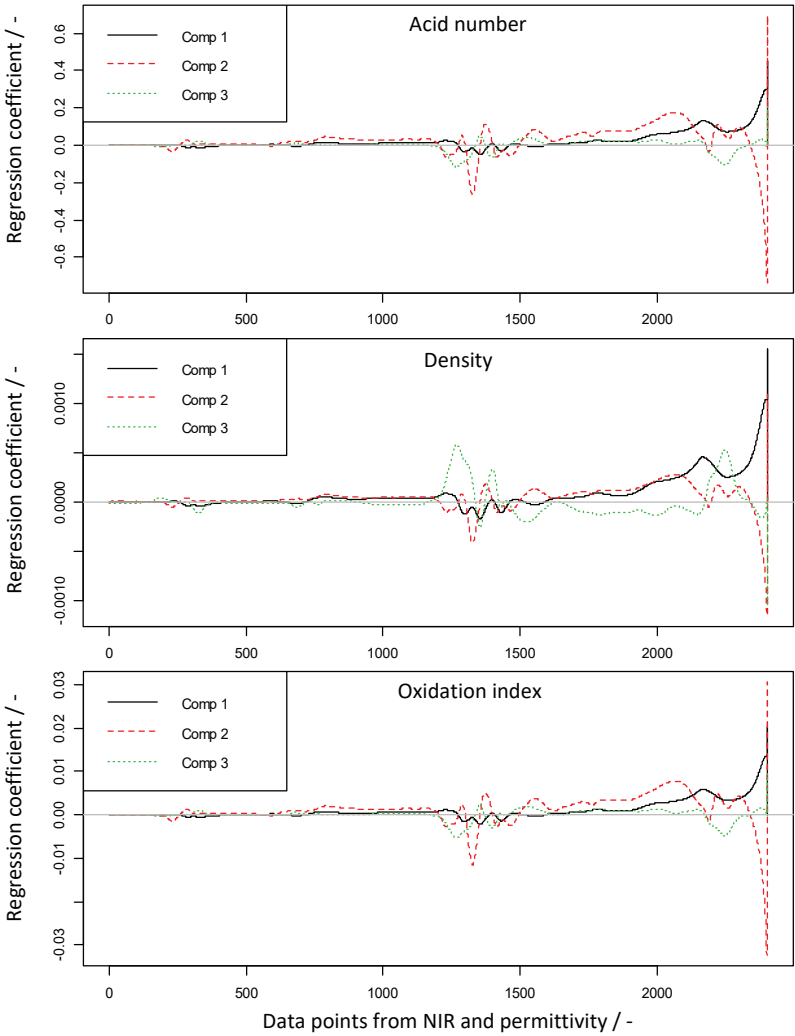 Acid number
Regression coefficient / -
0.6
0.4
0.2
0.0
-0.2
-0.4
-0.6
Comp 1
Comp 2
Comp 3
0 500 1000 1500 2000
Density
Regression coefficient / -
0.0010
0.0000
-0.0010
Comp 1
Comp 2
Comp 3
0 500 1000 1500 2000
Oxidation index
Regression coefficient / -
0.03
0.02
0.01
0.00
-0.01
-0.03
Comp 1
Comp 2
Comp 3
0 500 1000 1500 2000
Data points from NIR and permittivity / -